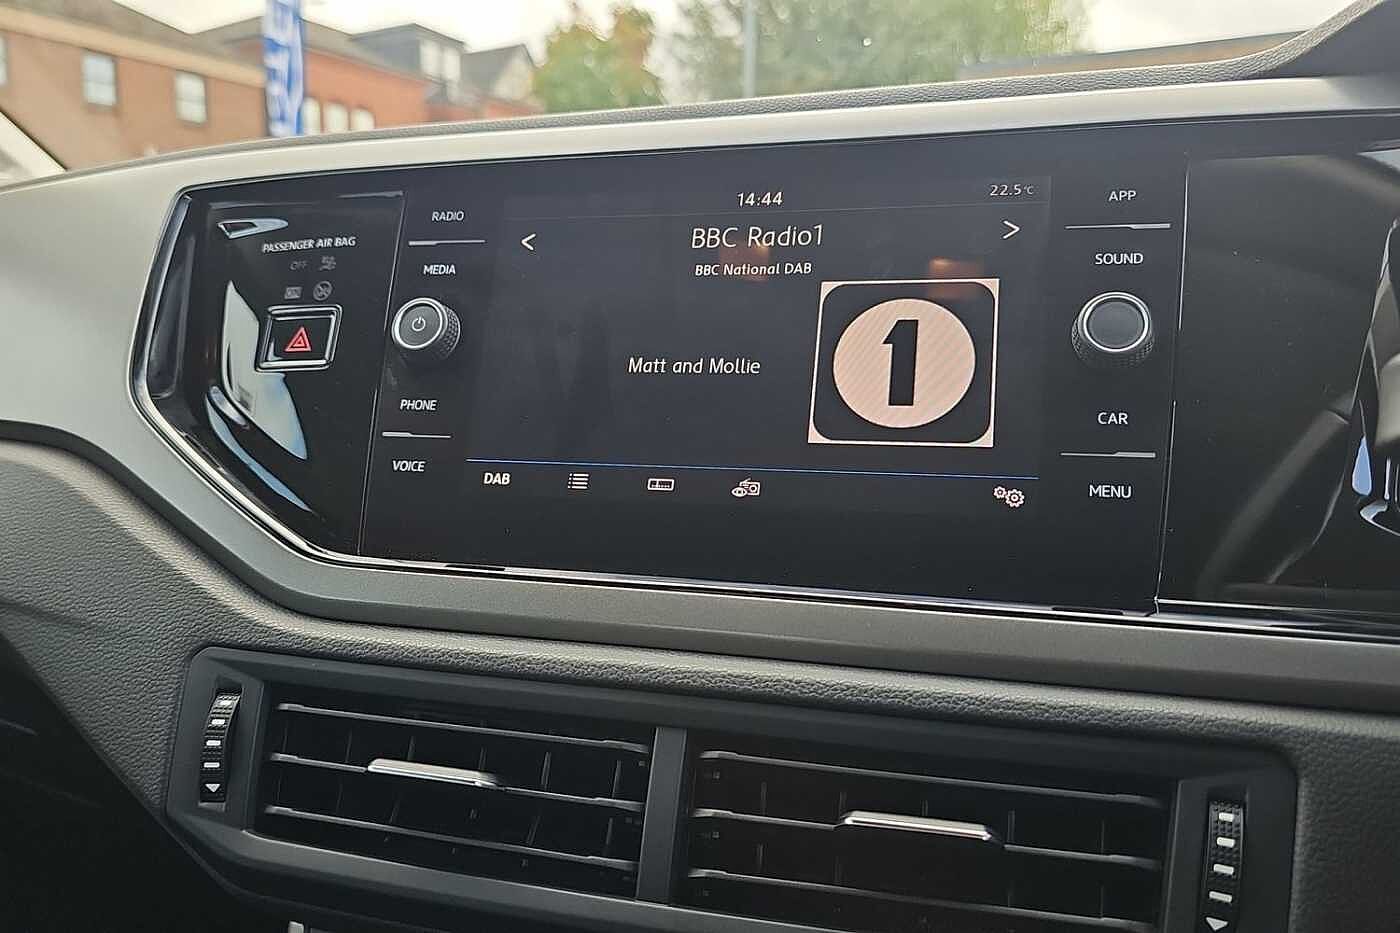 14:44
22.5°C
RADIO
MEDIA
PHONE
VOICE
PASSENGER AIR BAG
OFF
ON
<
BBC Radio1
>
BBC National DAB
Matt and Mollie
1
DAB
APP
SOUND
CAR
MENU